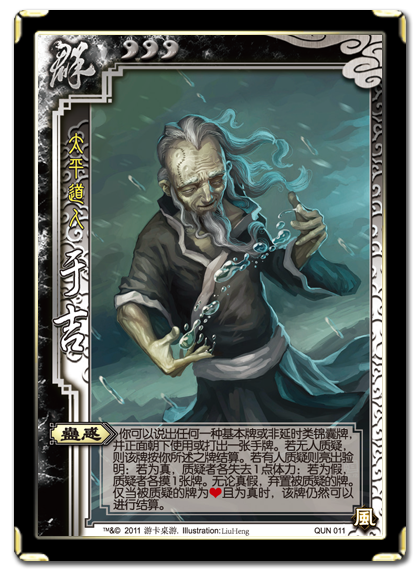 群
太平道人
于吉
蠱惑
你可以说出任何一种基本牌或非延时类锦囊牌,
并正面朝下使用或打出一张手牌。若无人质疑,
则该牌按你所述之牌结算。若有人质疑则亮出验
明:若为真,质疑者各失去1点体力;若为假,
质疑者各摸1张牌。无论真假,弃置被质疑的牌。
仅当被质疑的牌为❤且为真时,该牌仍然可以
进行结算。
風
™&© 2011 游卡桌游. Illustration:LiuHeng QUN 011